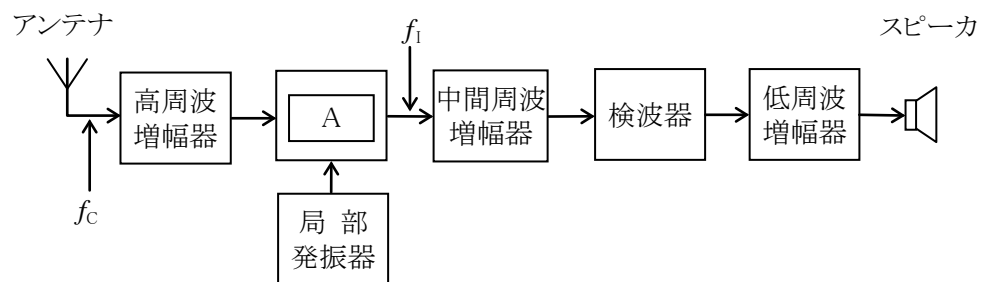 アンテナ
スピーカ
f_I
高周波
増幅器
A
中間周波
増幅器
検波器
低周波
増幅器
f_C
局 部
発振器